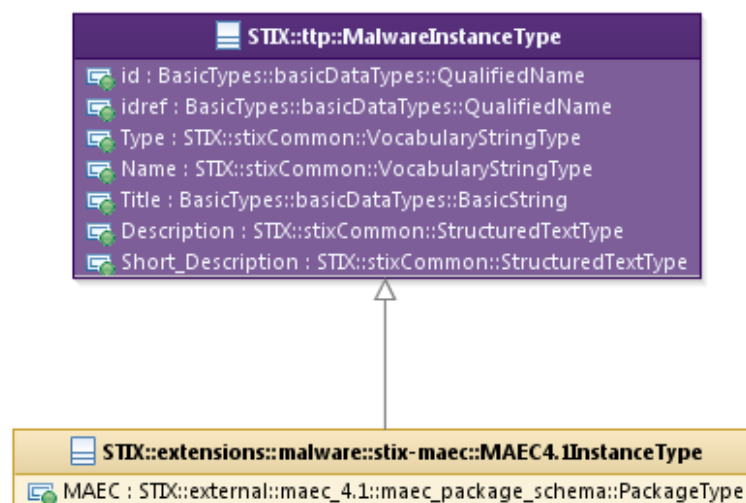 STIX::ttp::MalwareInstanceType
id : BasicTypes::basicDataTypes::QualifiedName
idref : BasicTypes::basicDataTypes::QualifiedName
Type : STIX::stixCommon::VocabularyStringType
Name : STIX::stixCommon::VocabularyStringType
Title : BasicTypes::basicDataTypes::BasicString
Description : STIX::stixCommon::StructuredTextType
Short_Description : STIX::stixCommon::StructuredTextType
STIX::extensions::malware::stix-maec::MAEC4.1InstanceType
MAEC : STIX::external::maec_4.1::maec_package_schema::PackageType